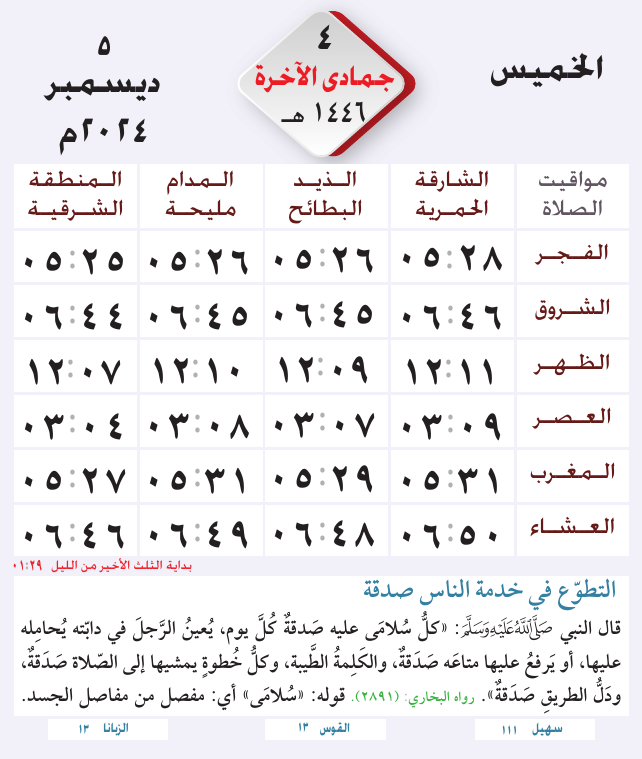 الخميس
٤
جمادى الآخرة
١٤٤٦ هـ
٥
ديسمبر
٢٠٢٤م
مواقيت الصلاة | الشارقة الحمرية | الذيد البطائح | المدام مليحة | المنطقة الشرقية
الفجر ٠٥:٢٨ ٠٥:٢٦ ٠٥:٢٦ ٠٥:٢٥
الشروق ٠٦:٤٦ ٠٦:٤٥ ٠٦:٤٥ ٠٦:٤٤
الظهر ١٢:١١ ١٢:٠٩ ١٢:١٠ ١٢:٠٧
العصر ٠٣:٠٩ ٠٣:٠٧ ٠٣:٠٨ ٠٣:٠٤
المغرب ٠٥:٣١ ٠٥:٢٩ ٠٥:٣١ ٠٥:٢٧
العشاء ٠٦:٥٠ ٠٦:٤٨ ٠٦:٤٩ ٠٦:٤٦
بداية الثلث الأخير من الليل ٠١:٢٩
التطوّع في خدمة الناس صدقة
قال النبي ﷺ: «كلُّ سُلامَى عليه صَدقةٌ كُلَّ يوم، يُعينُ الرَّجلَ في دابّته يُحامِله
عليها، أو يَرفعُ عليها متاعَه صَدقةٌ، والكَلِمةُ الطَّيبة، وكلُّ خُطوةٍ يمشيها إلى الصّلاة صَدَقةٌ،
ودَلُّ الطريقِ صَدَقةٌ». رواه البخاري: (٢٨٩١). قوله: «سُلامَى» أي: مفصل من مفاصل الجسد.
سهيل ١١١
القوس ١٣
الزبانا ١٣